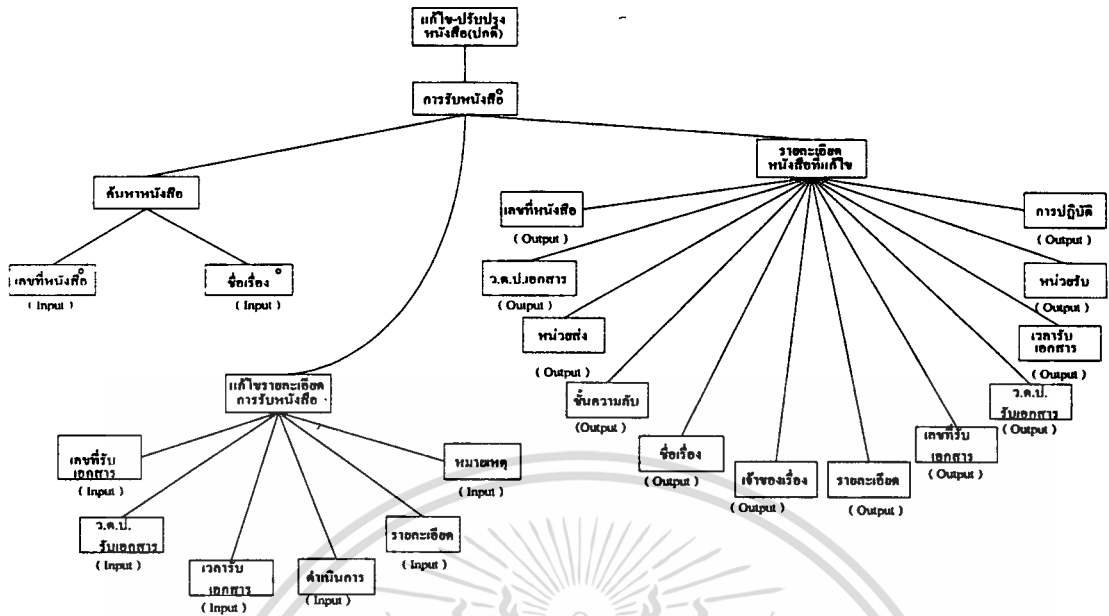 แก้ไข-ปรับปรุง
หนังสือ(ปกติ)
การรับหนังสือ
รายละเอียด
หนังสือที่แก้ไข
ค้นหาหนังสือ
เลขที่หนังสือ
( Output )
การปฏิบัติ
( Output )
เลขที่หนังสือ
( Input )
ชื่อเรื่อง
( Input )
ว.ด.ป.เอกสาร
( Output )
หน่วยรับ
( Output )
หน่วยส่ง
( Output )
เวลารับ
เอกสาร
( Output )
แก้ไขรายละเอียด
การรับหนังสือ
ชั้นความลับ
(Output )
ว.ด.ป.
รับเอกสาร
( Output )
เลขที่รับ
เอกสาร
( Input )
หมายเหตุ
( Input )
ชื่อเรื่อง
( Output )
เจ้าของเรื่อง
( Output )
รายละเอียด
( Output )
เลขที่รับ
เอกสาร
( Output )
ว.ด.ป.
รับเอกสาร
( Input )
เวลารับ
เอกสาร
( Input )
ดำเนินการ
( Input )
รายละเอียด
( Input )